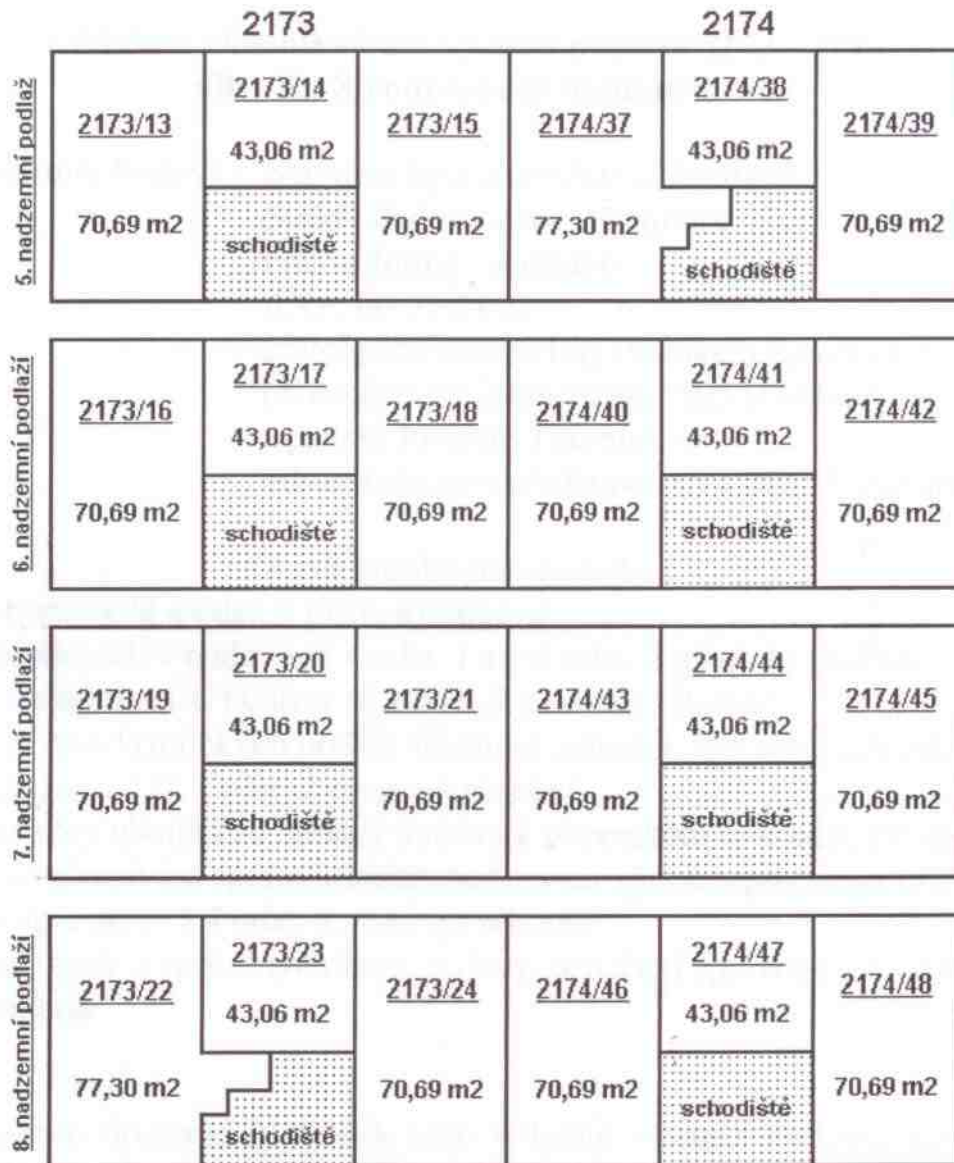 2173 2174
5. nadzemní podlaž
2173/13 2173/14 2173/15 2174/37 2174/38 2174/39
43,06 m2 43,06 m2
70,69 m2 schodiště 70,69 m2 77,30 m2 schodiště 70,69 m2
6. nadzemní podlaží
2173/16 2173/17 2173/18 2174/40 2174/41 2174/42
43,06 m2 43,06 m2
70,69 m2 schodiště 70,69 m2 70,69 m2 schodiště 70,69 m2
7. nadzemní podlaží
2173/19 2173/20 2173/21 2174/43 2174/44 2174/45
43,06 m2 43,06 m2
70,69 m2 schodiště 70,69 m2 70,69 m2 schodiště 70,69 m2
8. nadzemní podlaží
2173/22 2173/23 2173/24 2174/46 2174/47 2174/48
43,06 m2 43,06 m2
77,30 m2 schodiště 70,69 m2 70,69 m2 schodiště 70,69 m2